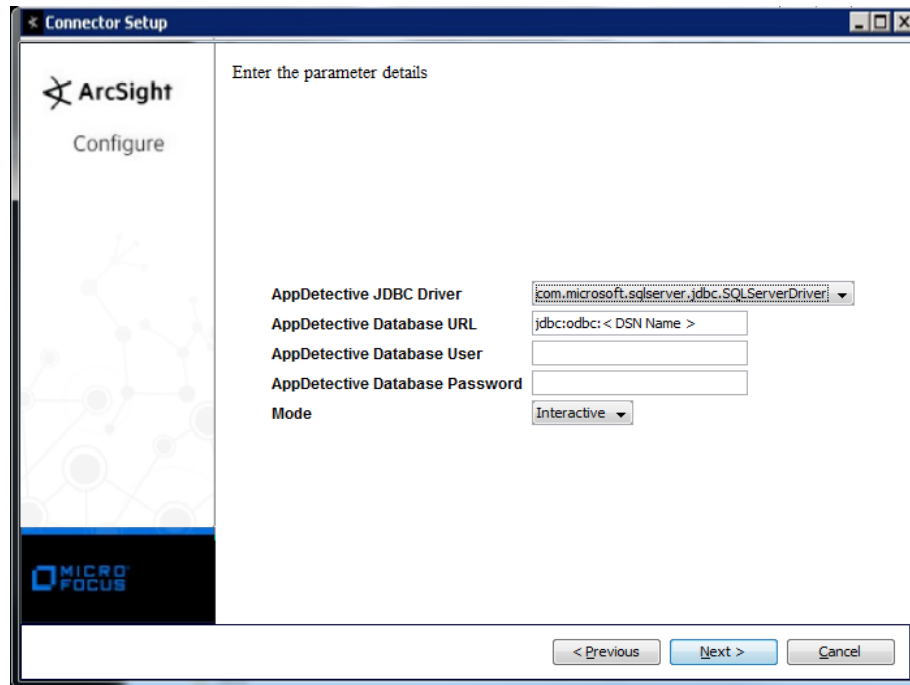 Connector Setup
ArcSight
Configure
Enter the parameter details
AppDetective JDBC Driver com.microsoft.sqlserver.jdbc.SQLServerDriver
AppDetective Database URL jdbc:odbc:< DSN Name >
AppDetective Database User
AppDetective Database Password
Mode Interactive
MICRO
FOCUS
< Previous Next > Cancel